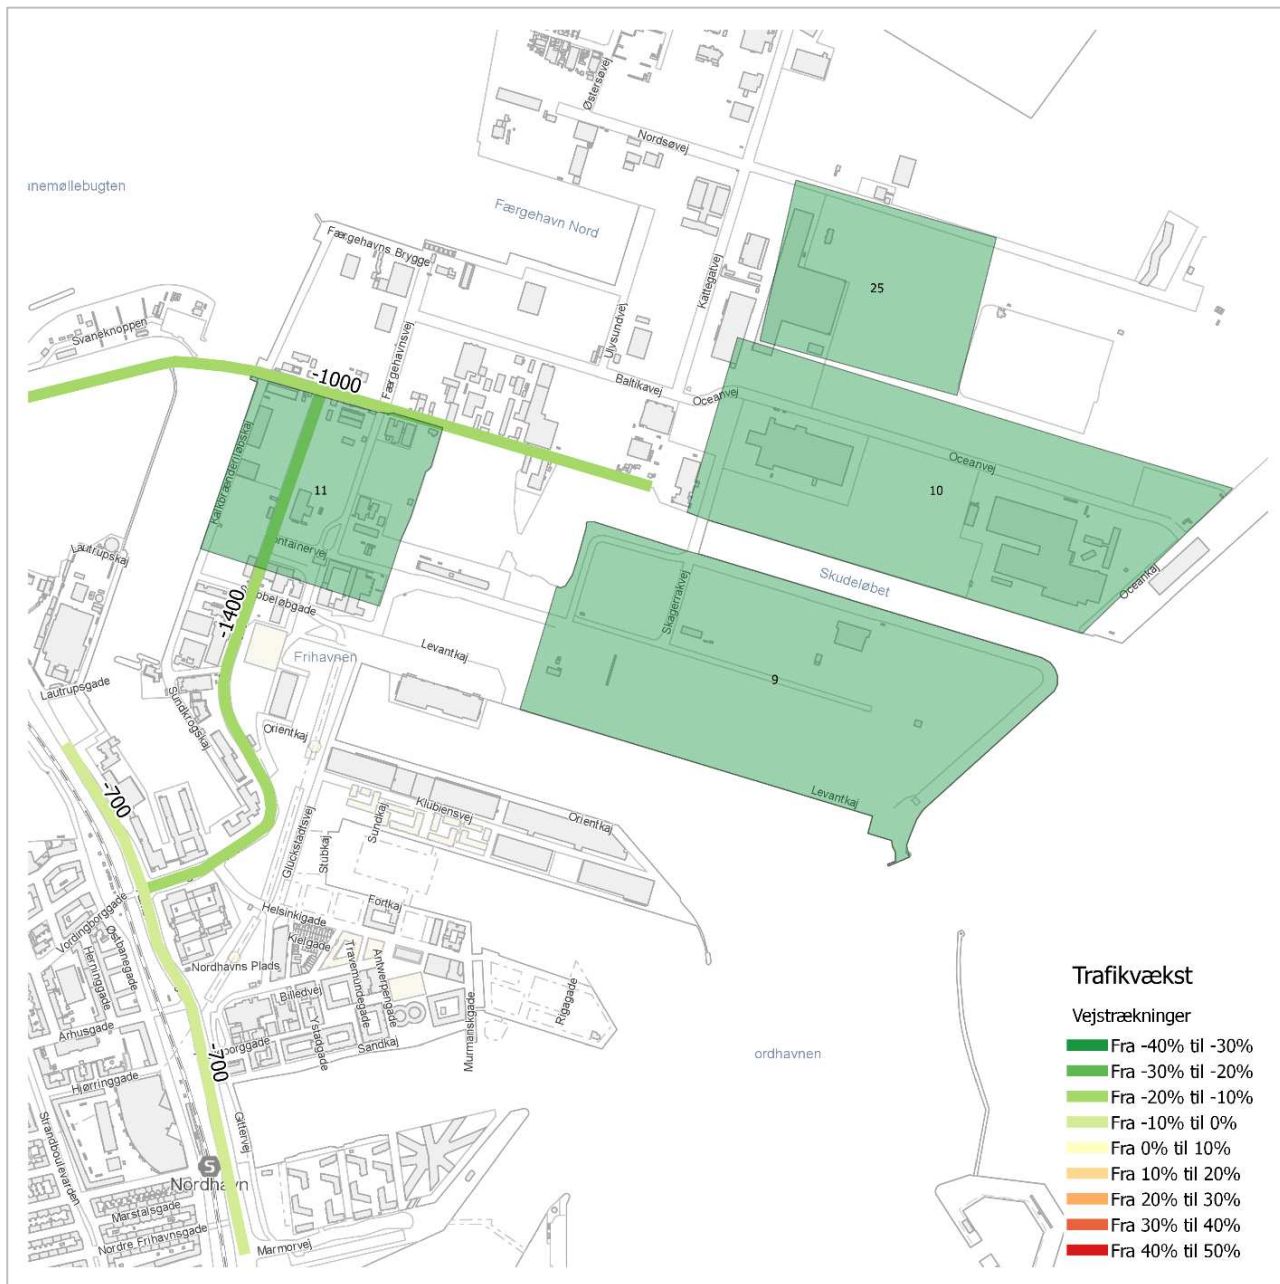 Østersøvej
Nordsøvej
Færgehavn Nord
Færgehavns Brygge
Kattegatvej
25
Svaneknoppen
Færgehavnsvej
Ulvsundvej
-1000
Baltikavej
Oceanvej
Oceanvej
Kalkbrænderiløbskaj
11
10
Lautrupskaj
Skudeløbet
Oceankaj
Skagerrakvej
-1400
Levantkaj
Frihavnen
9
Lautrupsgade
Sundkrogskaj
Orientkaj
Levantkaj
-700
Klubiensvej
Orientkaj
Sundkaj
Glückstadtsvej
Stubkaj
Fortkaj
Helsinkigade
Vordingborggade
Østbanegade
Kielgade
Herninggade
Nordhavns Plads
Travemündegade
Antwerpengade
Billedvej
Rigagade
Århusgade
Ystadgade
Sandkaj
Murmanskgade
-700
ordhavnen
Hjørringgade
Gittervej
Strandboulevarden
S
Nordhavn
Marstalsgade
Nordre Frihavnsgade
Marmorvej
Trafikvækst
Vejstrækninger
Fra -40% til -30%
Fra -30% til -20%
Fra -20% til -10%
Fra -10% til 0%
Fra 0% til 10%
Fra 10% til 20%
Fra 20% til 30%
Fra 30% til 40%
Fra 40% til 50%